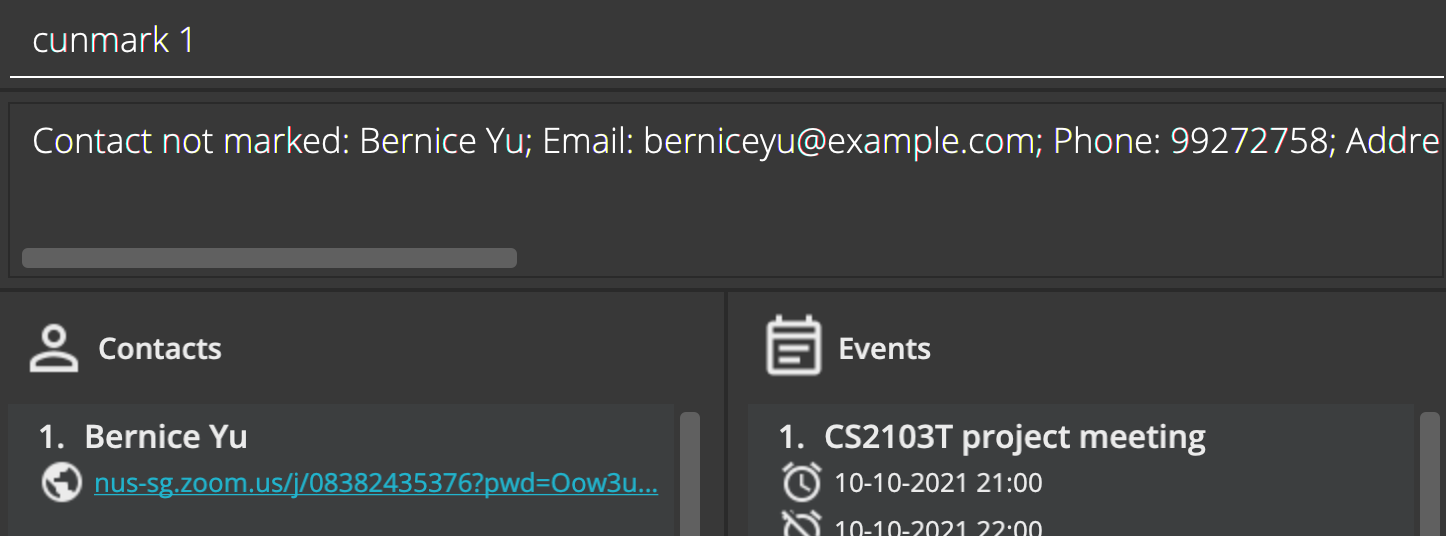 cunmark 1
Contact not marked: Bernice Yu; Email: berniceyu@example.com; Phone: 99272758; Addre
Contacts
Events
1. Bernice Yu
nus-sg.zoom.us/j/08382435376?pwd=Oow3u...
1. CS2103T project meeting
10-10-2021 21:00
10-10-2021 22:00